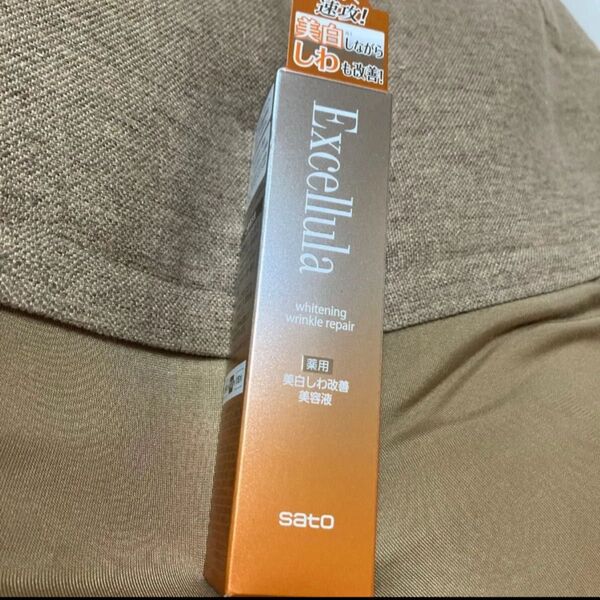 速攻!
美白しながら
しわも改善!
Excellula
whitening
wrinkle repair
薬用
美白しわ改善
美容液
sato